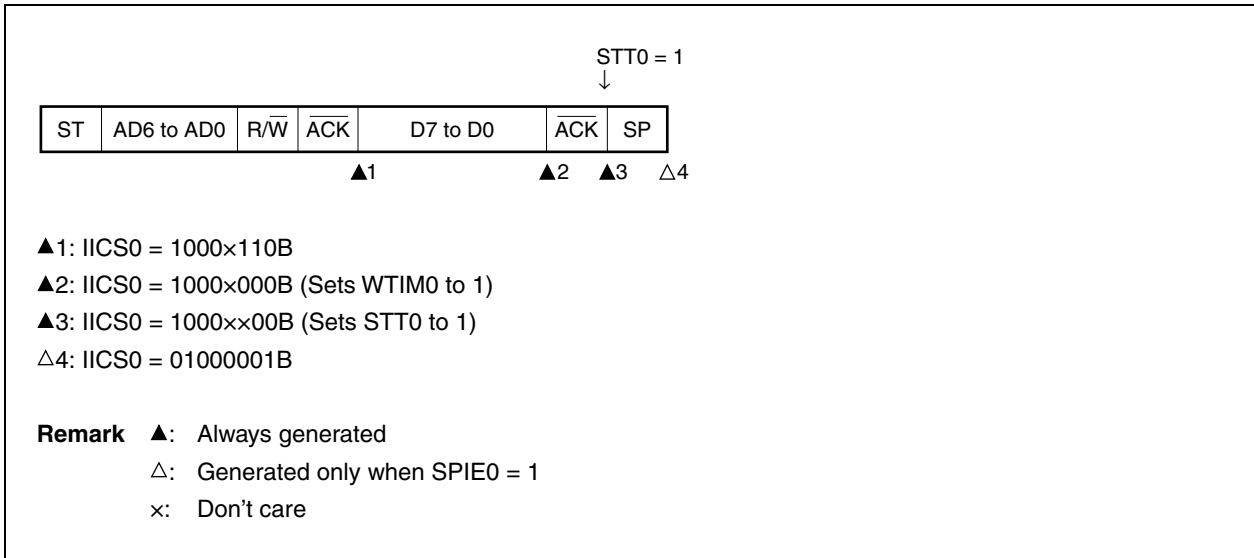 STT0 = 1
↓
ST AD6 to AD0 R/W̅ A̅C̅K̅ D7 to D0 A̅C̅K̅ SP
▲1 ▲2 ▲3 △4
▲1: IICS0 = 1000×110B
▲2: IICS0 = 1000×000B (Sets WTIM0 to 1)
▲3: IICS0 = 1000××00B (Sets STT0 to 1)
△4: IICS0 = 01000001B
Remark ▲: Always generated
△: Generated only when SPIE0 = 1
×: Don't care